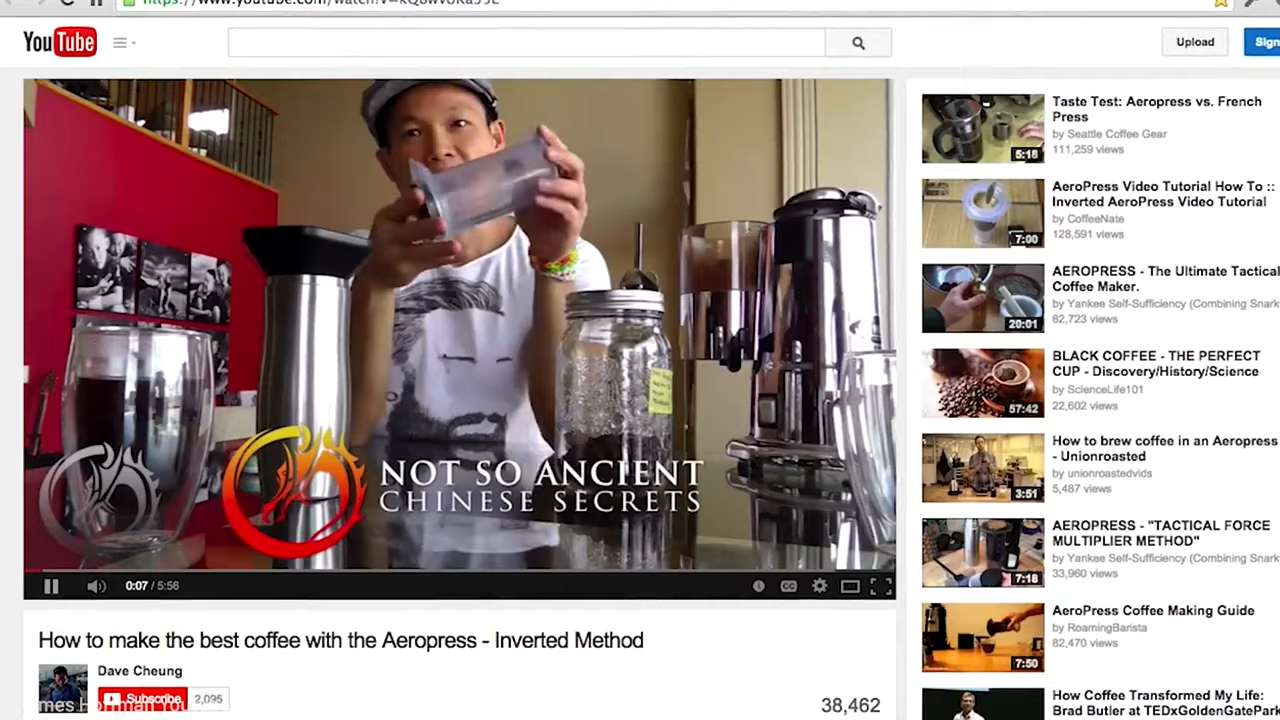 YouTube
Upload
Sign
NOT SO ANCIENT
CHINESE SECRETS
0:07 / 5:56
CC
How to make the best coffee with the Aeropress - Inverted Method
Dave Cheung
Subscribe
2,095
38,462
Taste Test: Aeropress vs. French
Press
by Seattle Coffee Gear
111,259 views
5:18
AeroPress Video Tutorial How To ::
Inverted AeroPress Video Tutorial
by CoffeeNate
128,591 views
7:00
AEROPRESS - The Ultimate Tactical
Coffee Maker.
by Yankee Self-Sufficiency (Combining Snark
82,723 views
20:01
BLACK COFFEE - THE PERFECT
CUP - Discovery/History/Science
by ScienceLife101
22,602 views
57:42
How to brew coffee in an Aeropress
- Unionroasted
by unionroastedvids
5,487 views
3:51
AEROPRESS - "TACTICAL FORCE
MULTIPLIER METHOD"
by Yankee Self-Sufficiency (Combining Snark
33,960 views
7:18
AeroPress Coffee Making Guide
by RoamingBarista
82,470 views
7:50
How Coffee Transformed My Life:
Brad Butler at TEDxGoldenGatePark